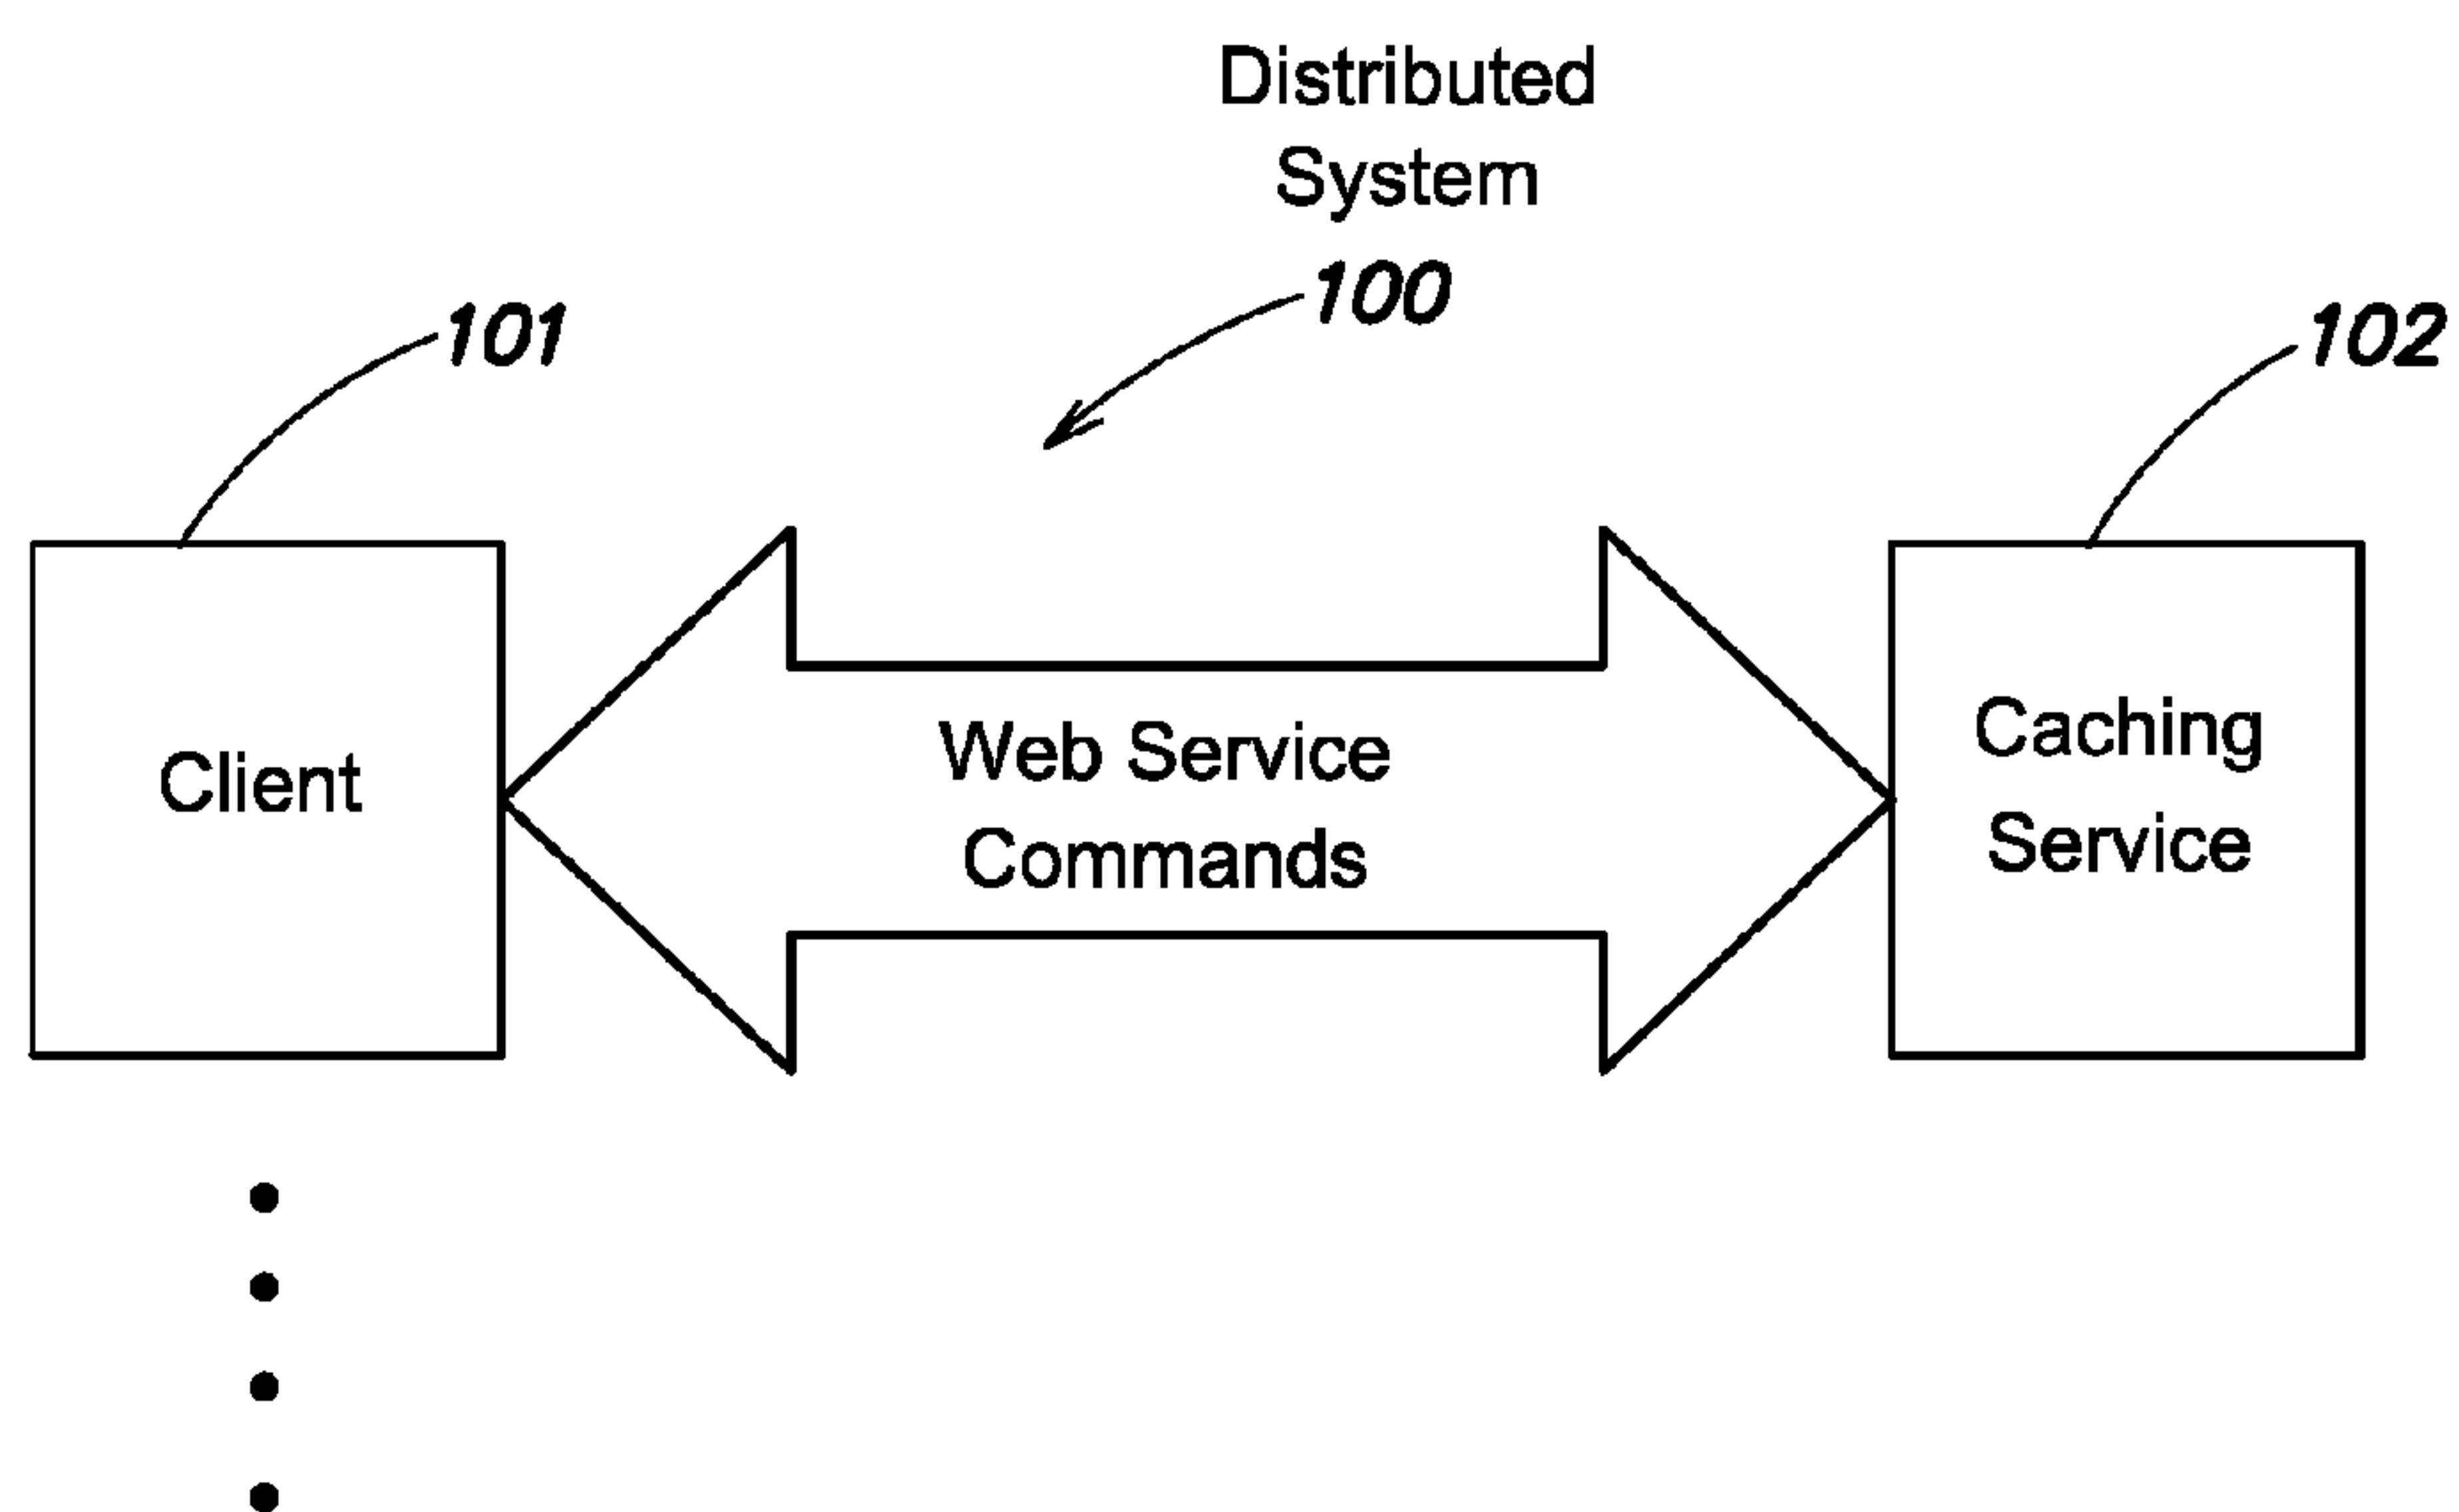 Distributed
System
100
101
102
Client
Web Service
Commands
Caching
Service